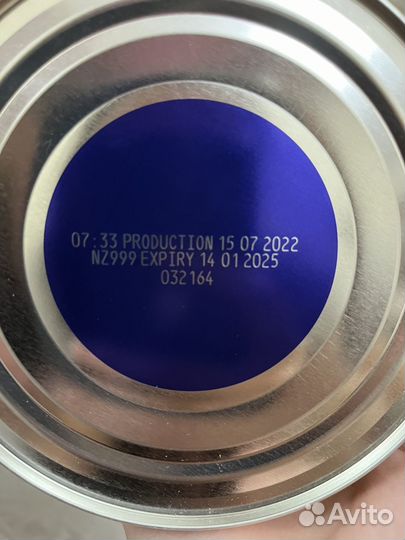 07:33 PRODUCTION 15 07 2022
NZ999 EXPIRY 14 01 2025
032164
Avito